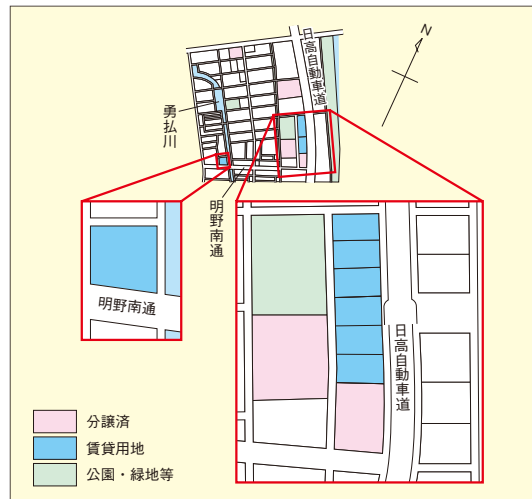 N
日高自動車道
勇払川
明野南通
明野南通
日高自動車道
分譲済
賃貸用地
公園・緑地等